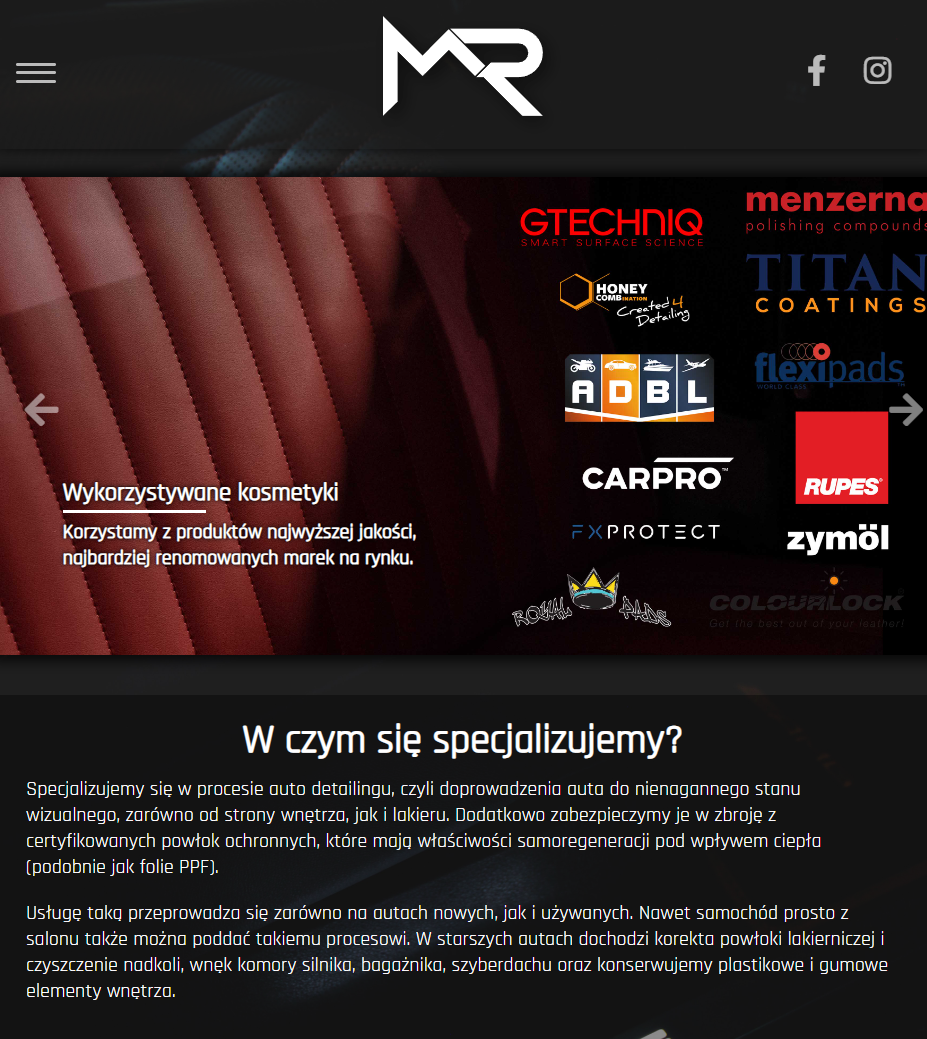 MR
GTECHNIQ
SMART SURFACE SCIENCE
menzerna
polishing compounds
HONEY
COMBINATION
Created 4
Detailing
TITAN
COATINGS
ADBL
flexipads
WORLD CLASS
CARPRO™
RUPES®
FXPROTECT
zymöl
ROYAL PADS
COLOURLOCK
Get the best out of your leather!
Wykorzystywane kosmetyki
Korzystamy z produktów najwyższej jakości,
najbardziej renomowanych marek na rynku.
W czym się specjalizujemy?
Specjalizujemy się w procesie auto detailingu, czyli doprowadzenia auta do nienagannego stanu
wizualnego, zarówno od strony wnętrza, jak i lakieru. Dodatkowo zabezpieczymy je w zbroję z
certyfikowanych powłok ochronnych, które mają właściwości samoregeneracji pod wpływem ciepła
(podobnie jak folie PPF).
Usługę taką przeprowadza się zarówno na autach nowych, jak i używanych. Nawet samochód prosto z
salonu także można poddać takiemu procesowi. W starszych autach dochodzi korekta powłoki lakierniczej i
czyszczenie nadkoli, wnęk komory silnika, bagażnika, szyberdachu oraz konserwujemy plastikowe i gumowe
elementy wnętrza.